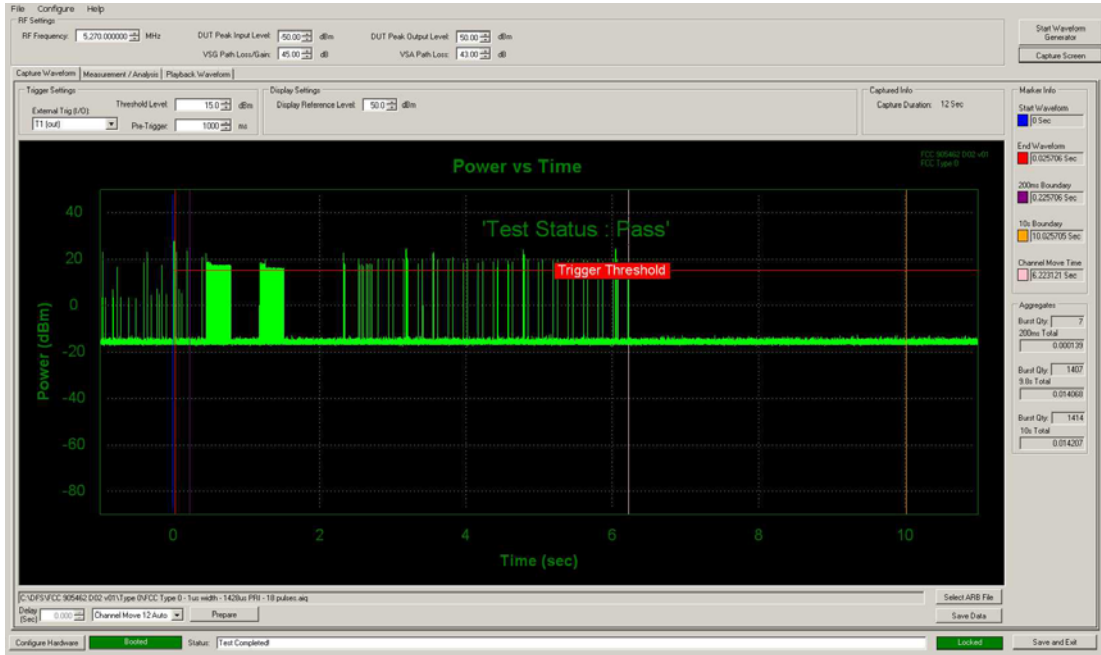 File Configure Help
RF Settings
RF Frequency: 5,270.000000 MHz DUT Peak Input Level: -50.00 dBm DUT Peak Output Level: 50.00 dBm
VSG Path Loss/Gain: 45.00 dB VSA Path Loss: 43.00 dB
Start Waveform
Generator
Capture Screen
Capture Waveform Measurement / Analysis Playback Waveform
Trigger Settings
External Trig (I/O): Threshold Level: 15.0 dBm
T1 (out) Pre-Trigger: 1000 ms
Display Settings
Display Reference Level: 50.0 dBm
Captured Info
Capture Duration: 12 Sec
Marker Info
Start Waveform
0 Sec
End Waveform
0.025706 Sec
200ms Boundary
0.225706 Sec
10s Boundary
10.025705 Sec
Channel Move Time
6.223121 Sec
Aggregates
Burst Qty: 7
200ms Total
0.000139
Burst Qty: 1407
9.8s Total
0.014068
Burst Qty: 1414
10s Total
0.014207
Power vs Time
FCC 905462 D02 v01
FCC Type 0
'Test Status : Pass'
Trigger Threshold
Power (dBm)
40
20
0
-20
-40
-60
-80
0 2 4 6 8 10
Time (sec)
C:\DFS\FCC 905462 D02 v01\Type 0\FCC Type 0 - 1us width - 1428us PRI - 18 pulses.aiq
Select ARB File
Delay
(Sec) 0.000 Channel Move 12 Auto Prepare
Save Data
Configure Hardware Booted Status: Test Completed! Locked Save and Exit